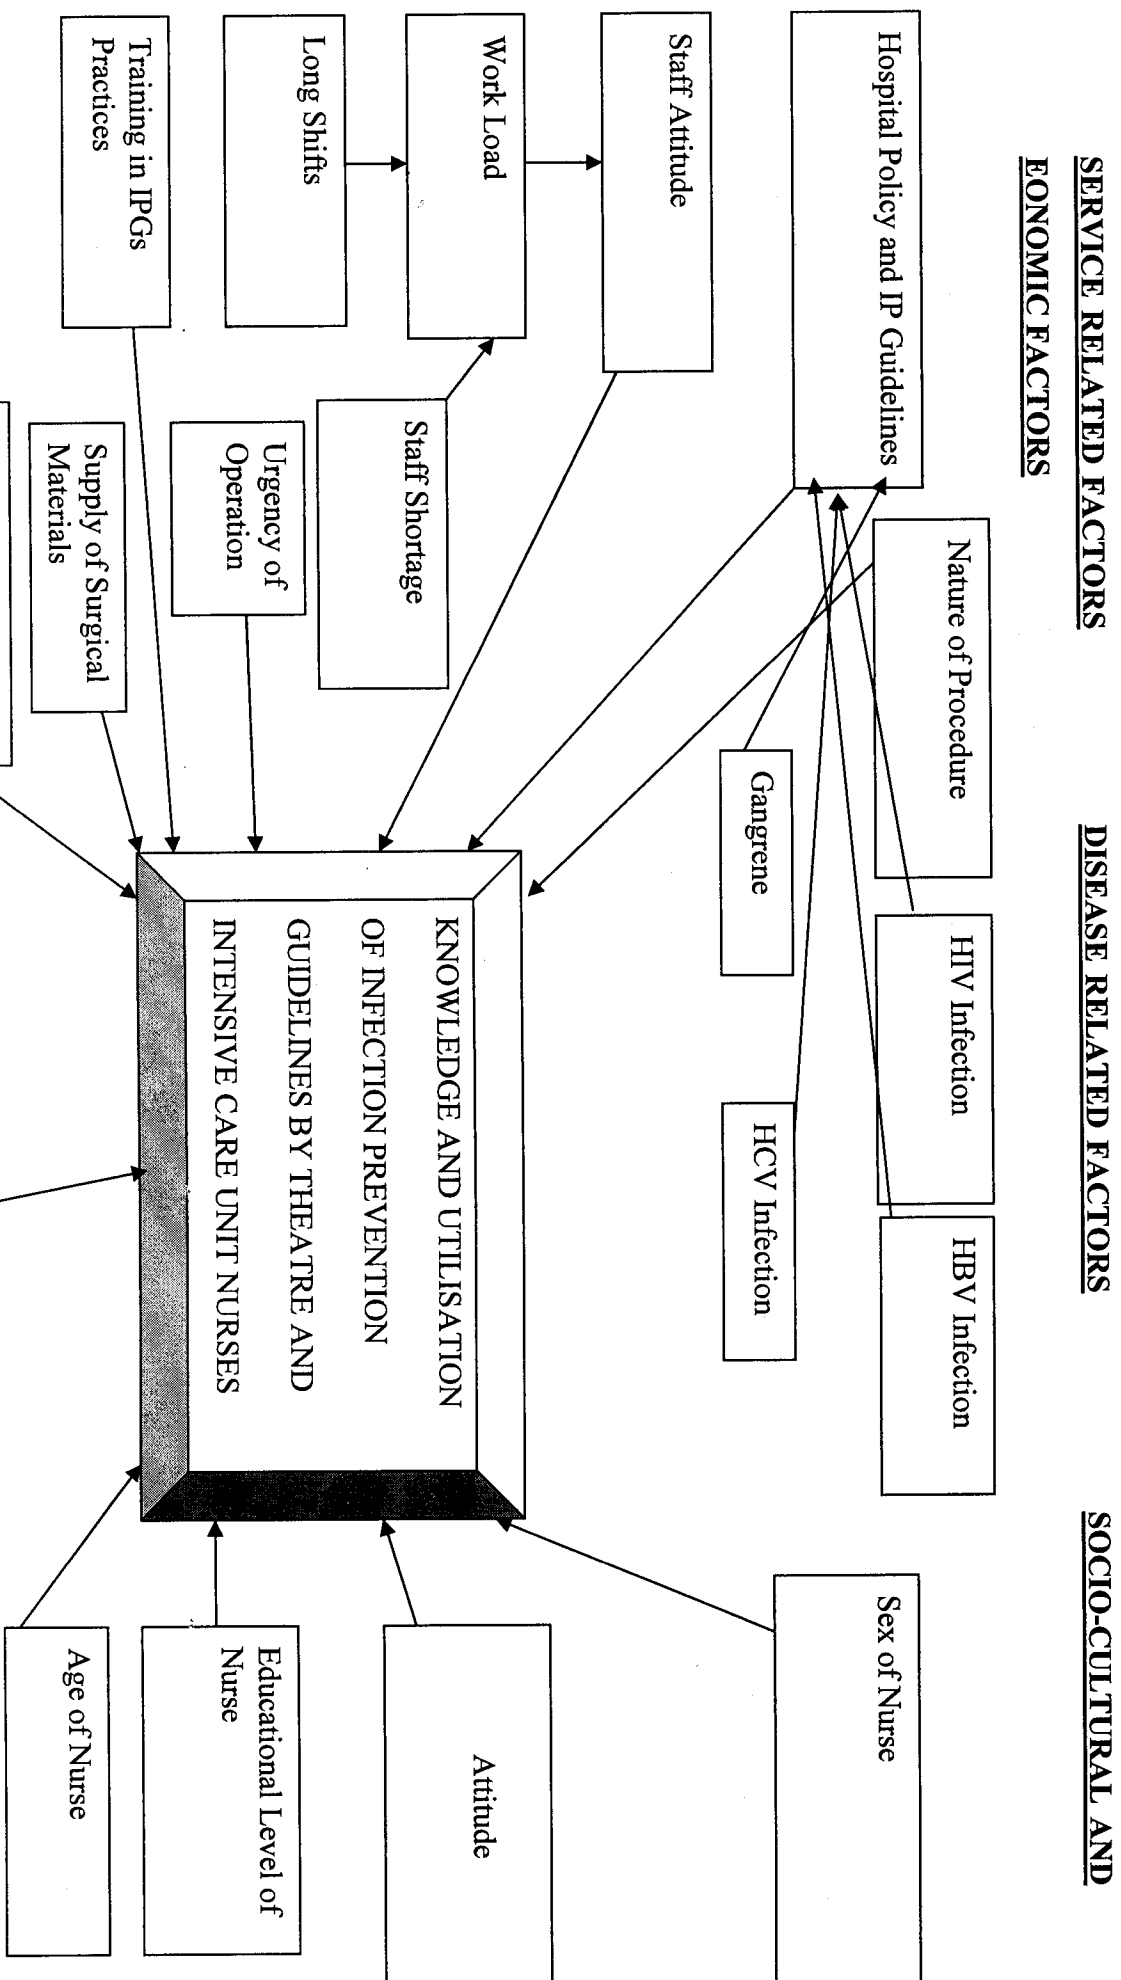 SERVICE RELATED FACTORS
EONOMIC FACTORS
DISEASE RELATED FACTORS
SOCIO-CULTURAL AND
Hospital Policy and IP Guidelines
Nature of Procedure
HIV Infection
HBV Infection
Sex of Nurse
Staff Attitude
Gangrene
HCV Infection
Work Load
Staff Shortage
Attitude
Long Shifts
Urgency of
Operation
KNOWLEDGE AND UTILISATION
OF INFECTION PREVENTION
GUIDELINES BY THEATRE AND
INTENSIVE CARE UNIT NURSES
Educational Level of
Nurse
Training in IPGs
Practices
Supply of Surgical
Materials
Age of Nurse